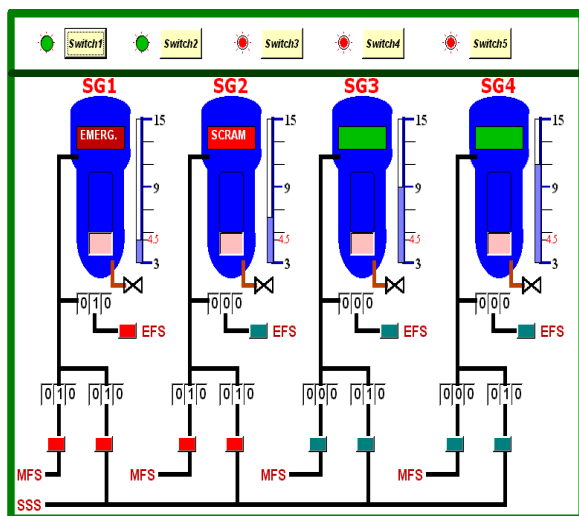 Switch1 Switch2 Switch3 Switch4 Switch5
SG1 SG2 SG3 SG4
15 15 15 15
EMERG. SCRAM
9 9 9 9
4.5 4.5 4.5 4.5
3 3 3 3
0 1 0 0 0 0 0 0 0 0 0 0
EFS EFS EFS EFS
0 1 0 0 1 0 0 1 0 0 1 0 0 0 0 0 1 0 0 0 0 0 1 0
MFS MFS MFS MFS
SSS